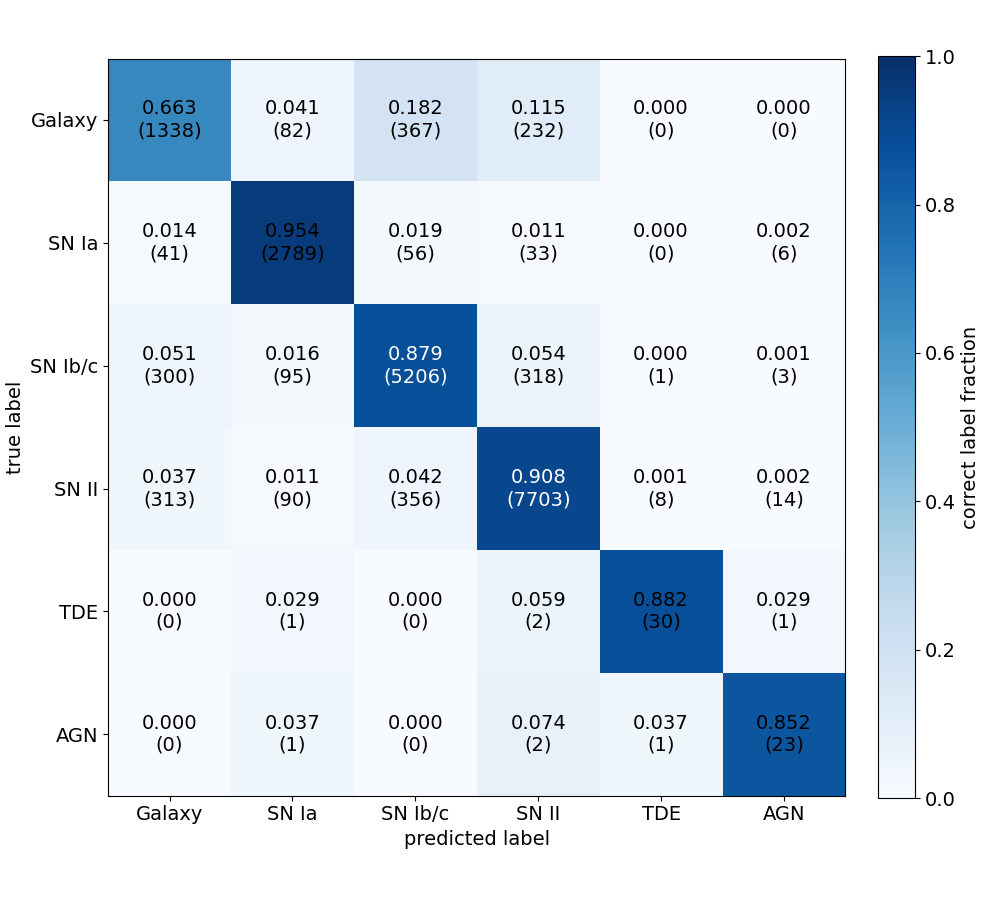 Galaxy
0.663 0.041 0.182 0.115 0.000 0.000
(1338) (82) (367) (232) (0) (0)
SN Ia
0.014 0.954 0.019 0.011 0.000 0.002
(41) (2789) (56) (33) (0) (6)
SN Ib/c
0.051 0.016 0.879 0.054 0.000 0.001
(300) (95) (5206) (318) (1) (3)
SN II
0.037 0.011 0.042 0.908 0.001 0.002
(313) (90) (356) (7703) (8) (14)
TDE
0.000 0.029 0.000 0.059 0.882 0.029
(0) (1) (0) (2) (30) (1)
AGN
0.000 0.037 0.000 0.074 0.037 0.852
(0) (1) (0) (2) (1) (23)
Galaxy SN Ia SN Ib/c SN II TDE AGN
predicted label
true label
1.0
0.8
0.6
0.4
0.2
0.0
correct label fraction